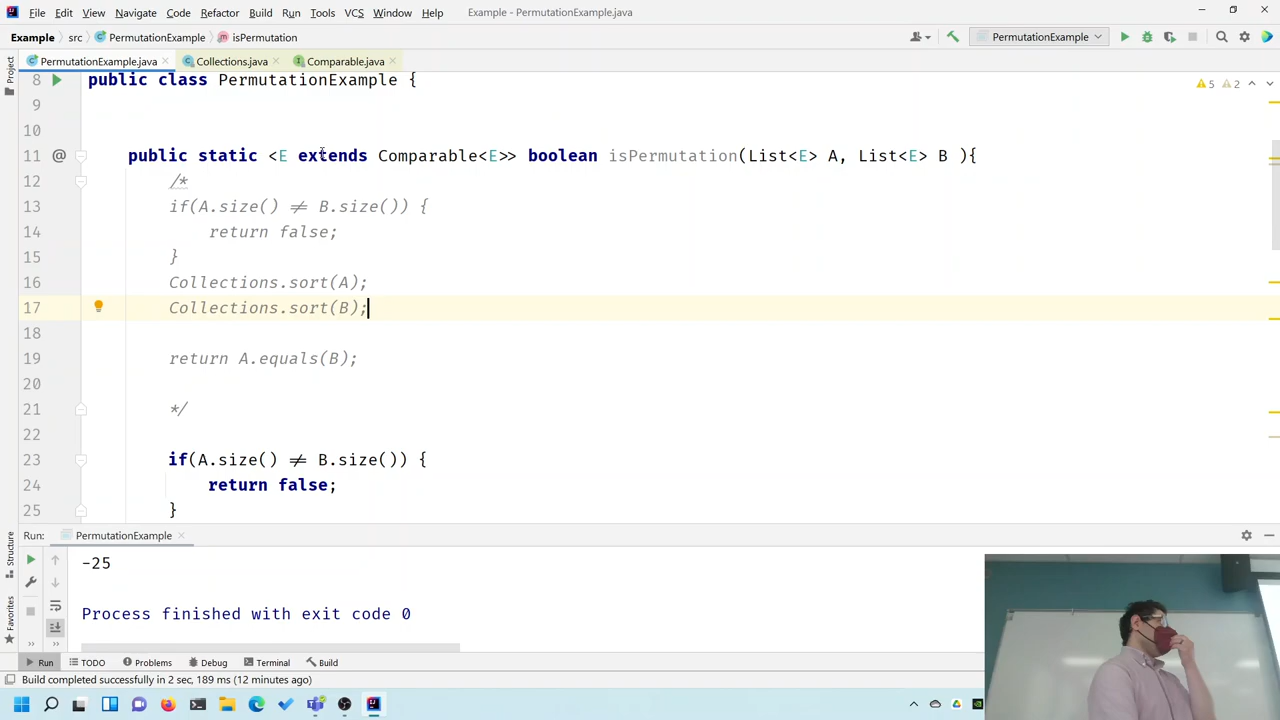 File Edit View Navigate Code Refactor Build Run Tools VCS Window Help Example - PermutationExample.java
Example src PermutationExample isPermutation PermutationExample
PermutationExample.java Collections.java Comparable.java
Project
8 public class PermutationExample { 5 2
9
10
11 @ public static <E extends Comparable<E>> boolean isPermutation(List<E> A, List<E> B ){
12 /*
13 if(A.size() ≠ B.size()) {
14 return false;
15 }
16 Collections.sort(A);
17 Collections.sort(B);
18
19 return A.equals(B);
20
21 */
22
23 if(A.size() ≠ B.size()) {
24 return false;
25 }
Structure
Favorites
Run: PermutationExample
-25
Process finished with exit code 0
Run TODO Problems Debug Terminal Build
Build completed successfully in 2 sec, 189 ms (12 minutes ago)